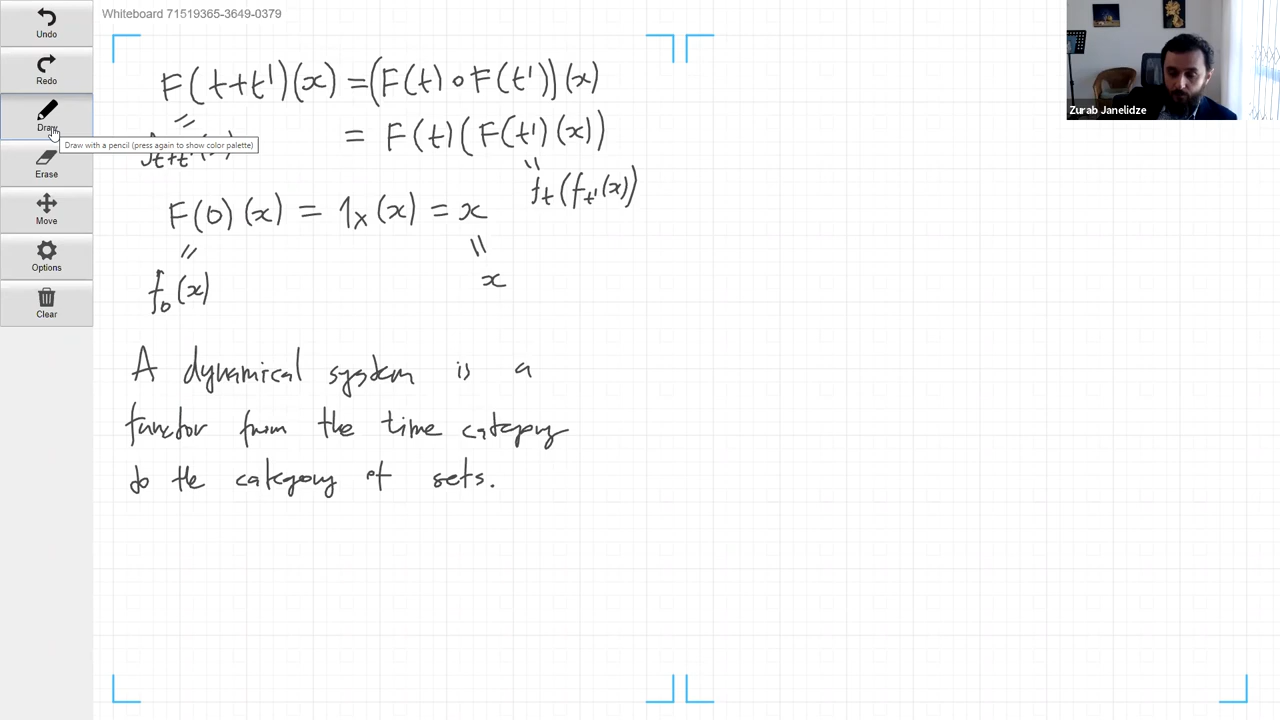 Whiteboard 71519365-3649-0379
Undo
Redo
Draw
Draw with a pencil (press again to show color palette)
Erase
Move
Options
Clear
Zurab Janelidze
F(t+t')(x) = (F(t)∘F(t'))(x)
= F(t)(F(t')(x))
=
f_t(f_t'(x))
F(0)(x) = 1_X(x) = x
= =
f_0(x) x
A dynamical system is a
functor from the time category
to the category of sets.